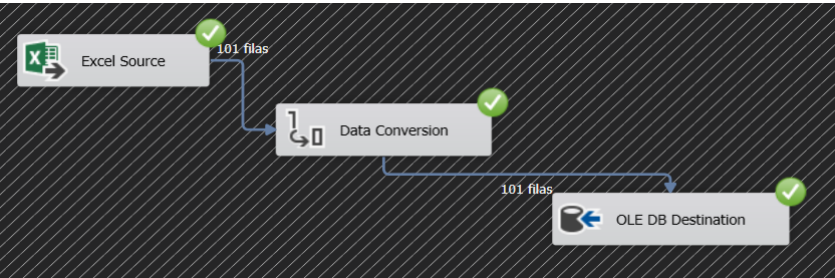 101 filas
Excel Source
Data Conversion
101 filas
OLE DB Destination